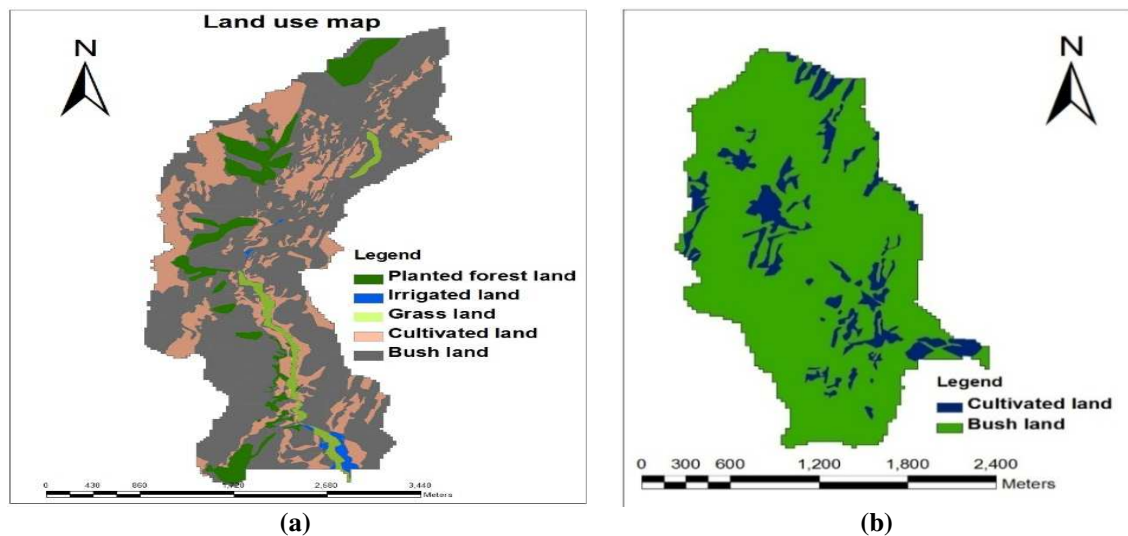 Land use map
N
Legend
Planted forest land
Irrigated land
Grass land
Cultivated land
Bush land
0 430 860 1,720 2,580 3,440
Meters
(a)
N
Legend
Cultivated land
Bush land
0 300 600 1,200 1,800 2,400
Meters
(b)